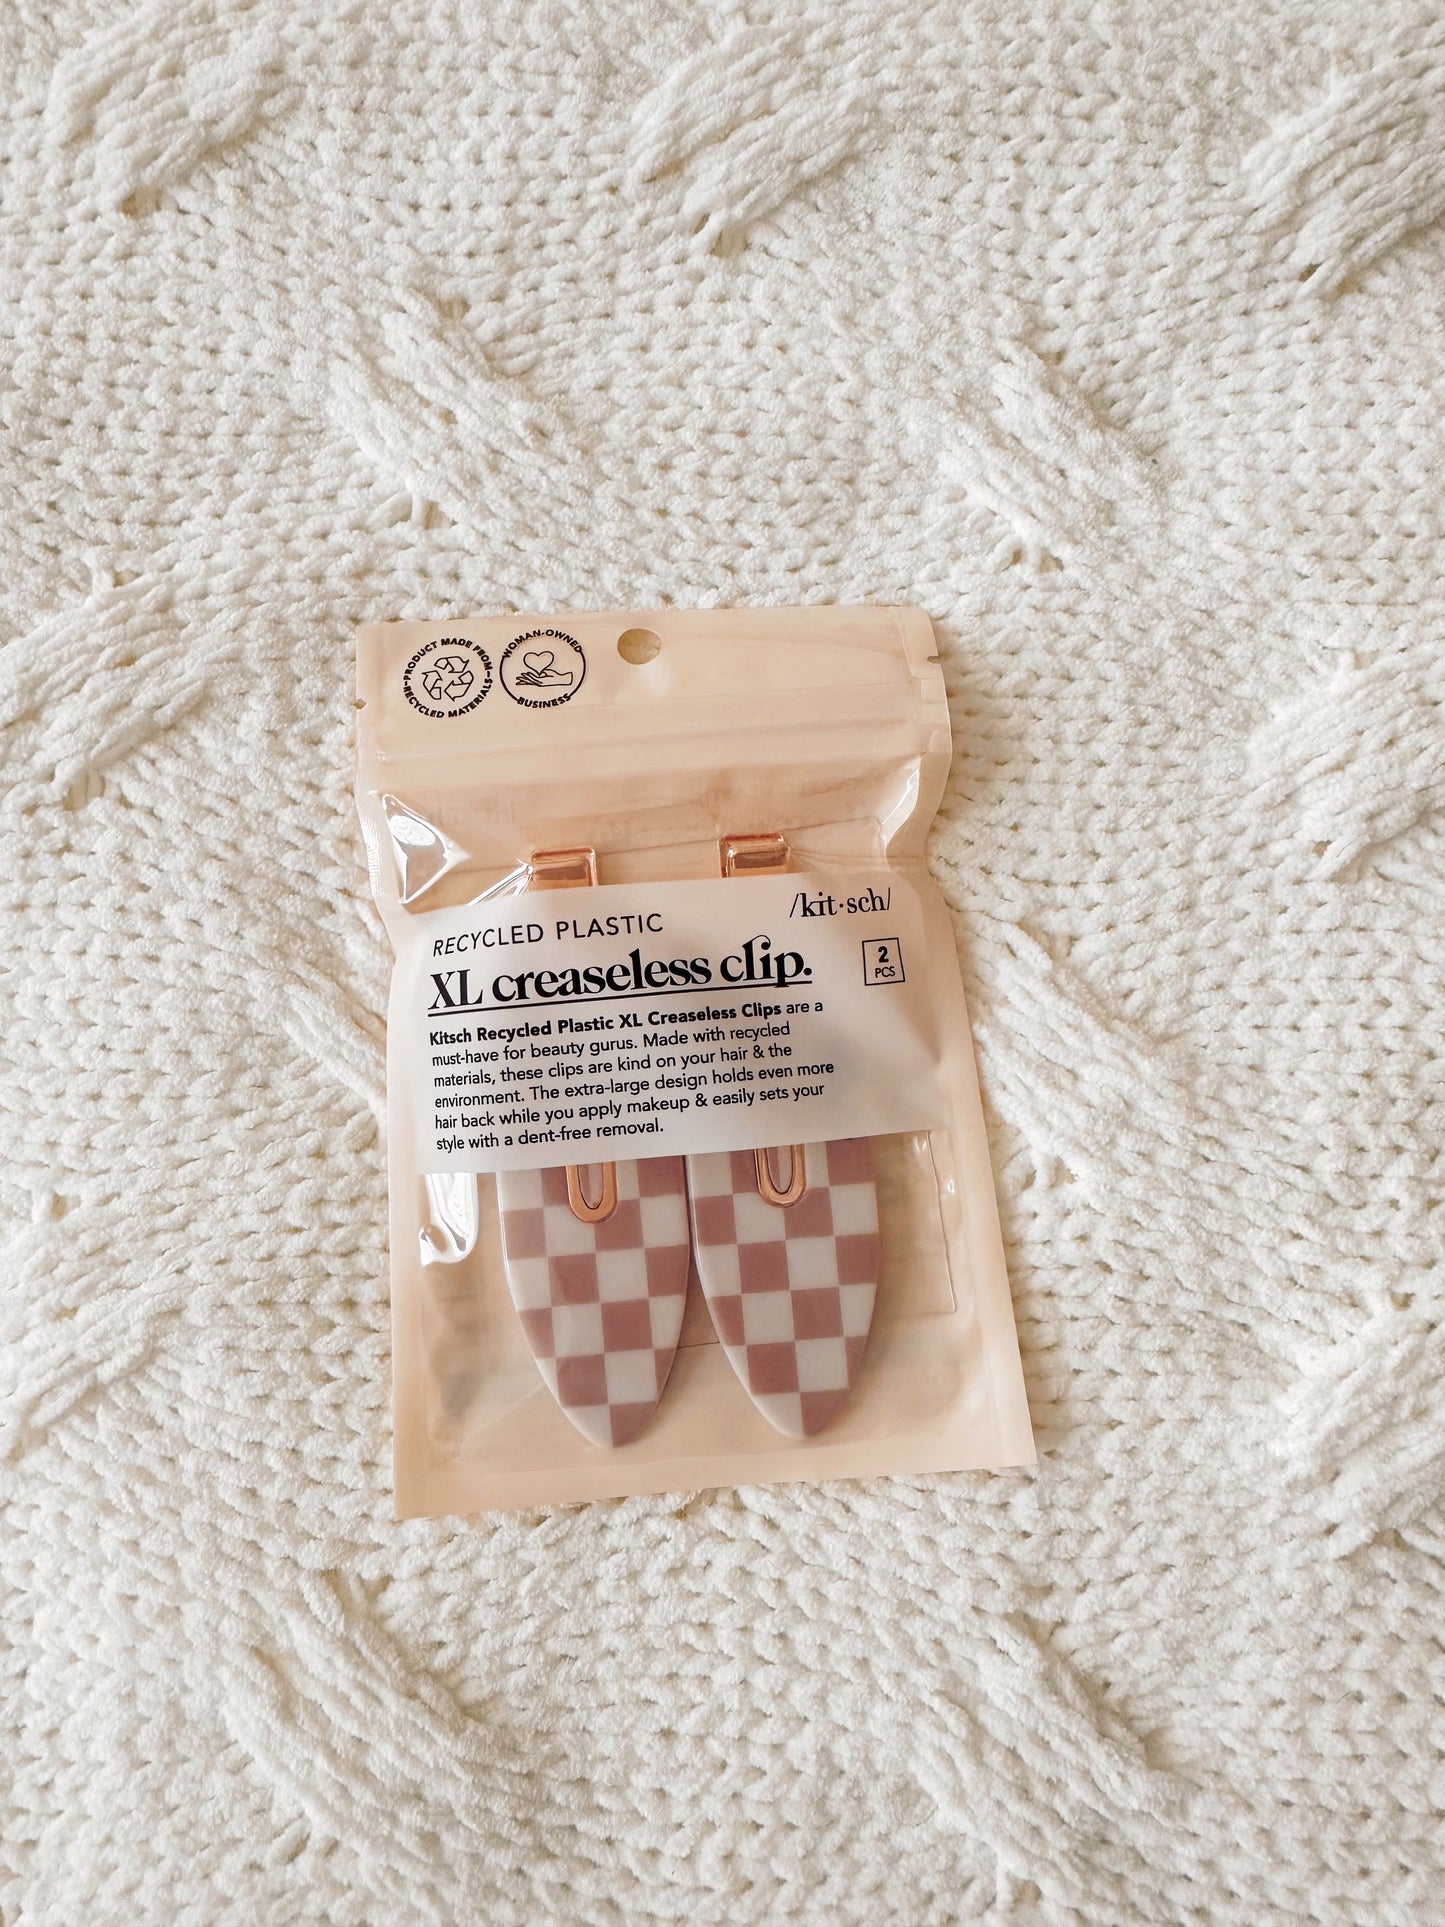 PRODUCT MADE FROM
RECYCLED MATERIALS
WOMAN-OWNED
BUSINESS
/kit·sch/
RECYCLED PLASTIC
XL creaseless clip.
2
PCS
Kitsch Recycled Plastic XL Creaseless Clips are a
must-have for beauty gurus. Made with recycled
materials, these clips are kind on your hair & the
environment. The extra-large design holds even more
hair back while you apply makeup & easily sets your
style with a dent-free removal.